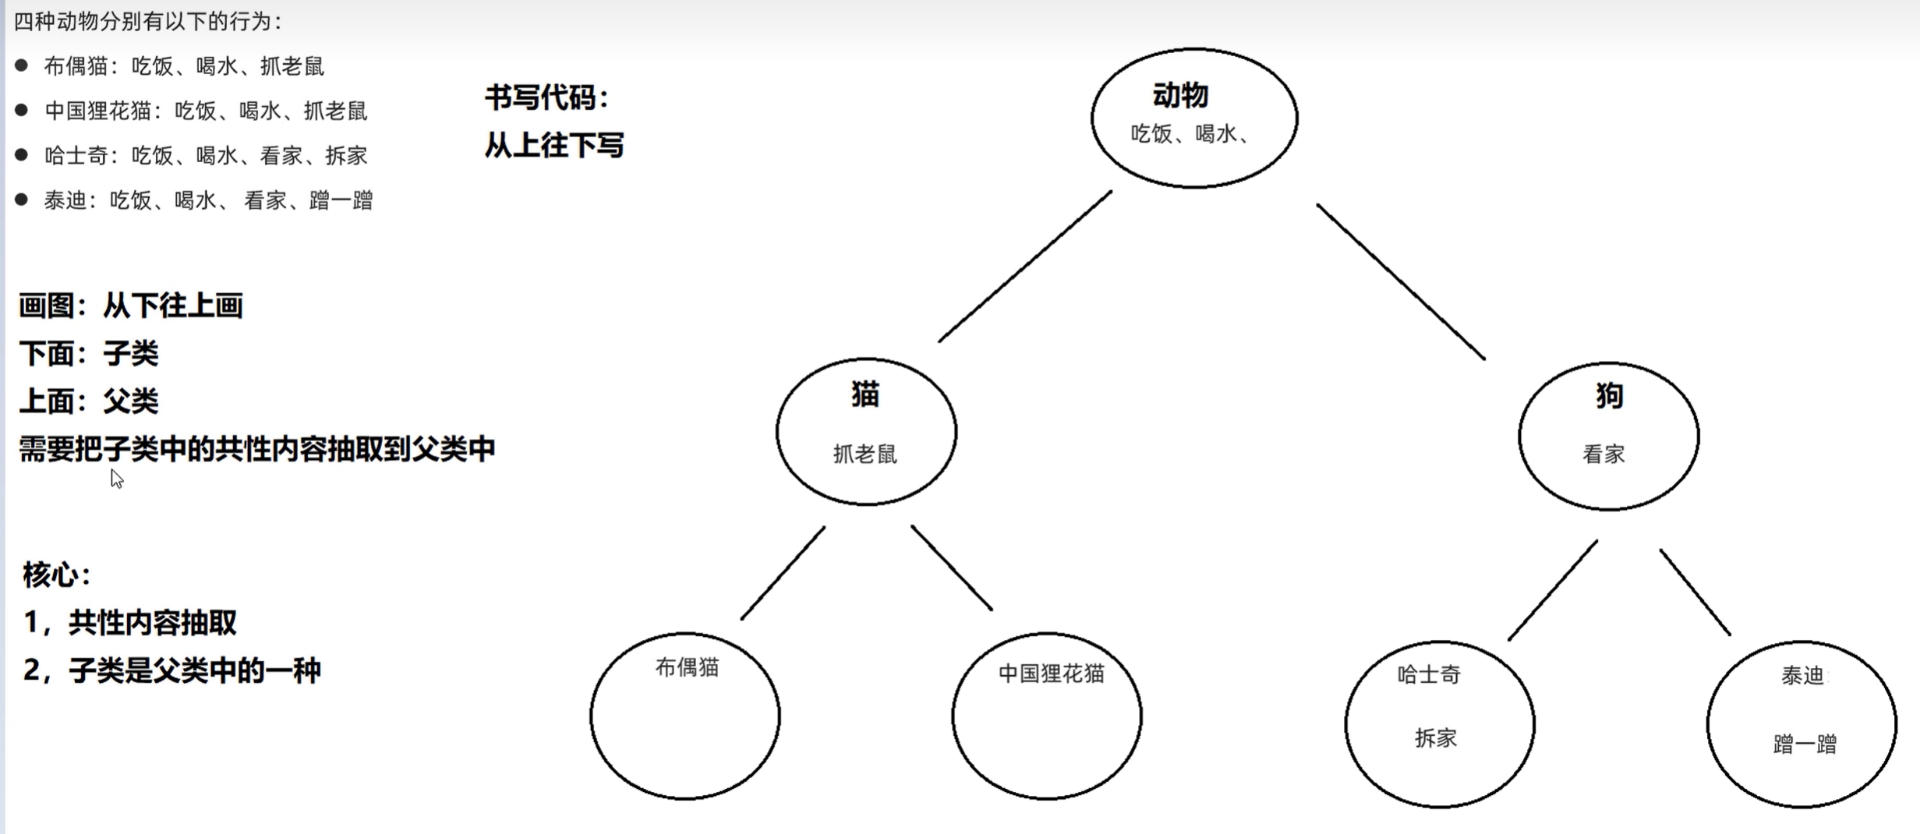 四种动物分别有以下的行为：
● 布偶猫：吃饭、喝水、抓老鼠
● 中国狸花猫：吃饭、喝水、抓老鼠
● 哈士奇：吃饭、喝水、看家、拆家
● 泰迪：吃饭、喝水、 看家、蹭一蹭
书写代码：
从上往下写
画图：从下往上画
下面：子类
上面：父类
需要把子类中的共性内容抽取到父类中
核心：
1，共性内容抽取
2，子类是父类中的一种
动物
吃饭、喝水、
猫
抓老鼠
狗
看家
布偶猫
中国狸花猫
哈士奇
拆家
泰迪
蹭一蹭